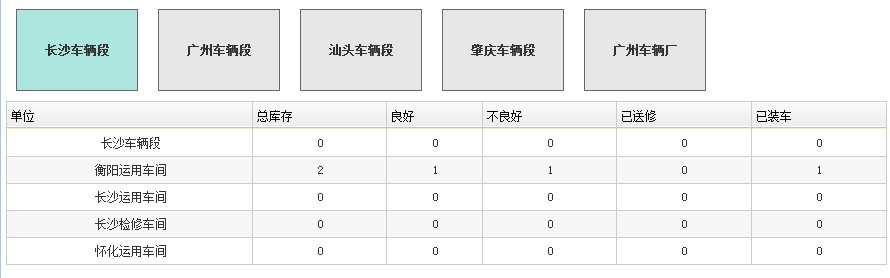 长沙车辆段 广州车辆段 汕头车辆段 肇庆车辆段 广州车辆厂
单位 总库存 良好 不良好 已送修 已装车
长沙车辆段 0 0 0 0 0
衡阳运用车间 2 1 1 0 1
长沙运用车间 0 0 0 0 0
长沙检修车间 0 0 0 0 0
怀化运用车间 0 0 0 0 0